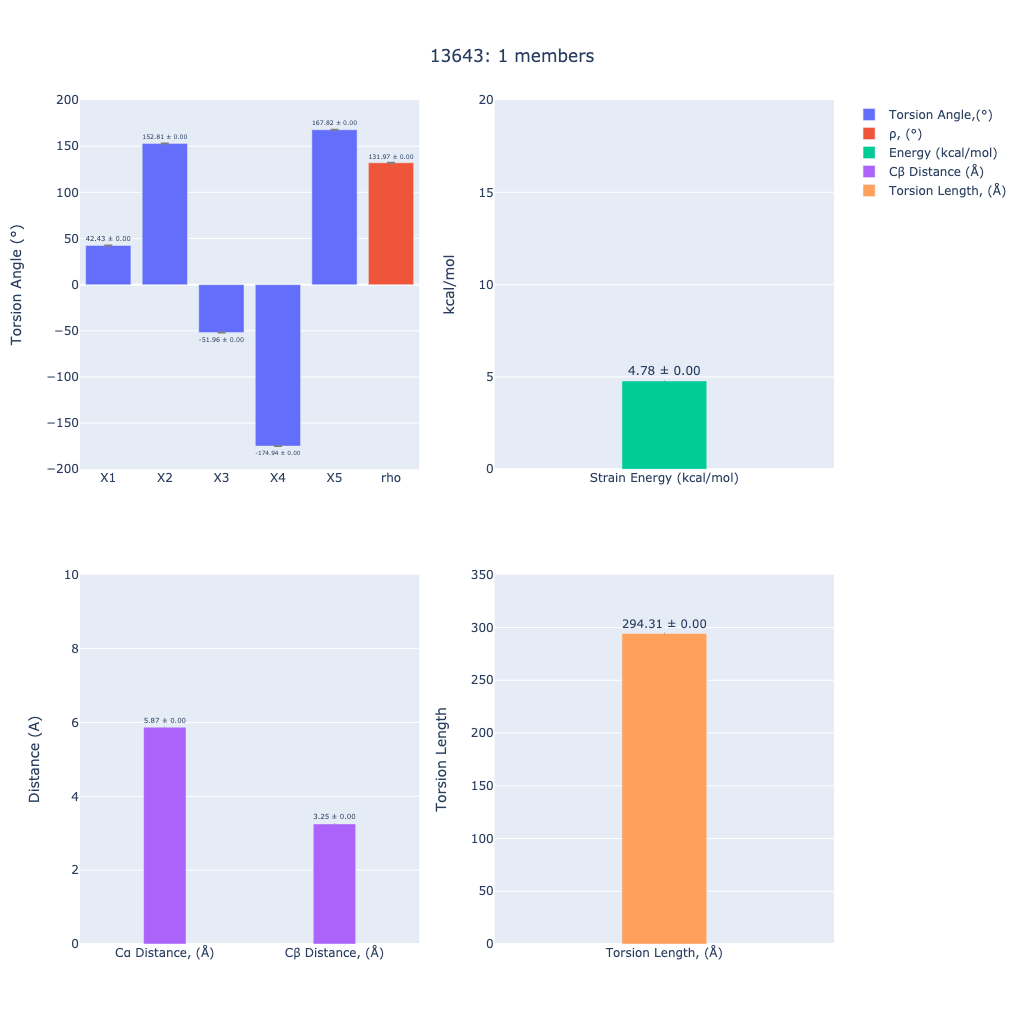 13643: 1 members
200
150
100
50
0
−50
−100
−150
−200
Torsion Angle (°)
42.43 ± 0.00
152.81 ± 0.00
-51.96 ± 0.00
-174.94 ± 0.00
167.82 ± 0.00
131.97 ± 0.00
X1
X2
X3
X4
X5
rho
20
15
10
5
0
kcal/mol
4.78 ± 0.00
Strain Energy (kcal/mol)
Torsion Angle,(°)
ρ, (°)
Energy (kcal/mol)
Cβ Distance (Å)
Torsion Length, (Å)
10
8
6
4
2
0
Distance (A)
5.87 ± 0.00
3.25 ± 0.00
Cα Distance, (Å)
Cβ Distance, (Å)
350
300
250
200
150
100
50
0
Torsion Length
294.31 ± 0.00
Torsion Length, (Å)